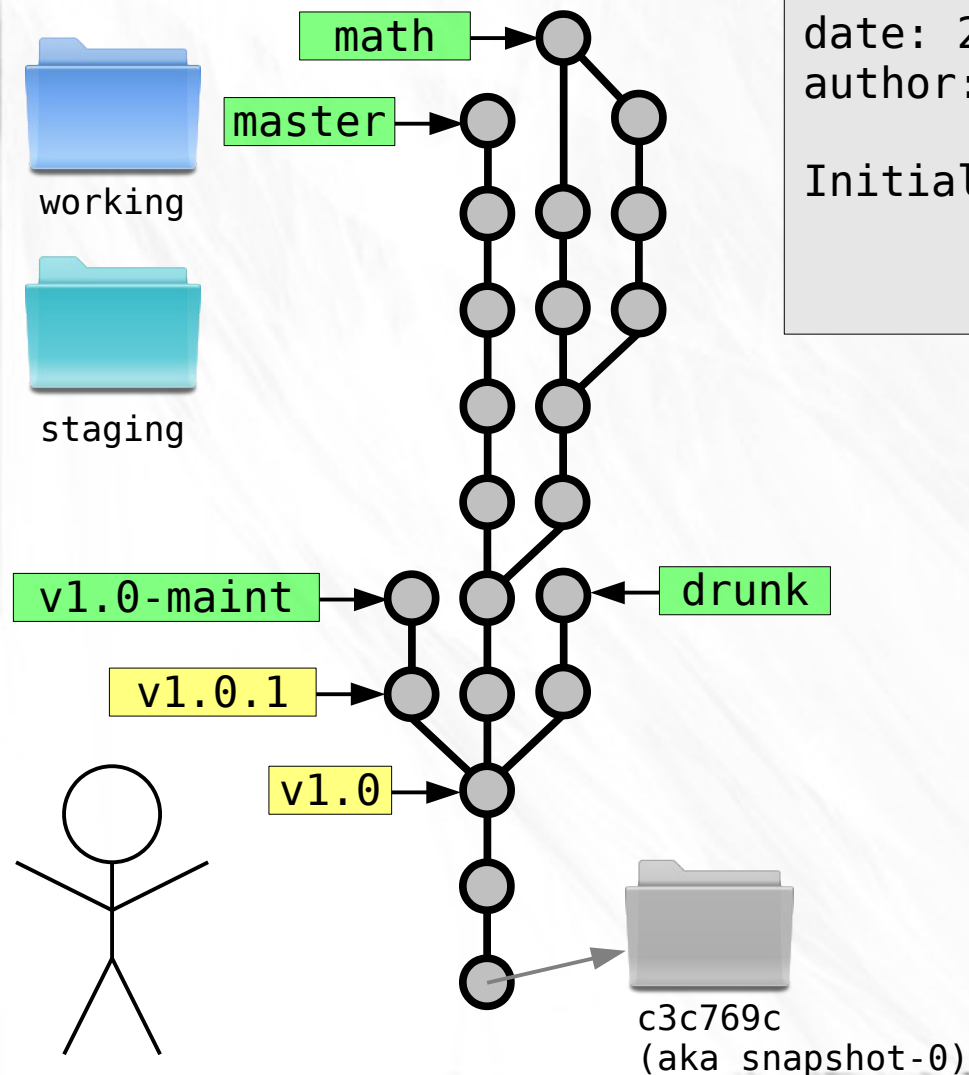 math
date: 2
author:
master
Initial
working
staging
v1.0-maint
drunk
v1.0.1
v1.0
c3c769c
(aka snapshot-0)